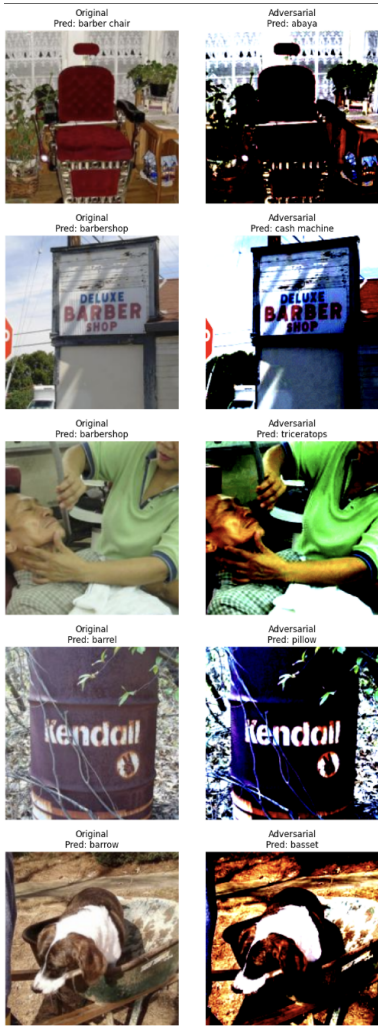 Original
Pred: barber chair
Adversarial
Pred: abaya
Original
Pred: barbershop
Adversarial
Pred: cash machine
DELUXE
BARBER
SHOP
DELUXE
BARBER
SHOP
Original
Pred: barbershop
Adversarial
Pred: triceratops
Original
Pred: barrel
Adversarial
Pred: pillow
Kendall
Kendall
Original
Pred: barrow
Adversarial
Pred: basset